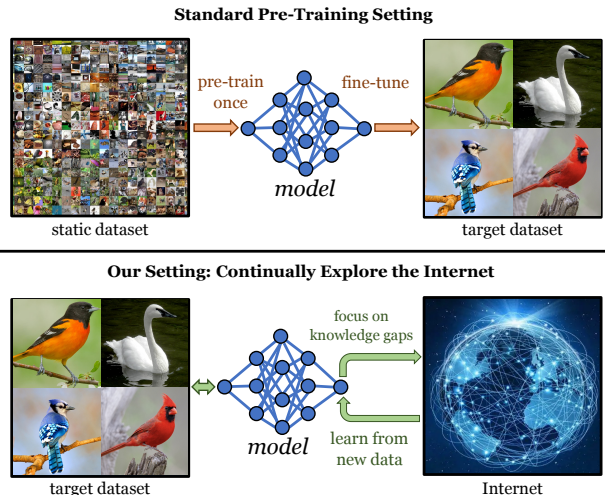 Standard Pre-Training Setting
pre-train
once
fine-tune
model
static dataset
target dataset
Our Setting: Continually Explore the Internet
focus on
knowledge gaps
model
learn from
new data
target dataset
Internet